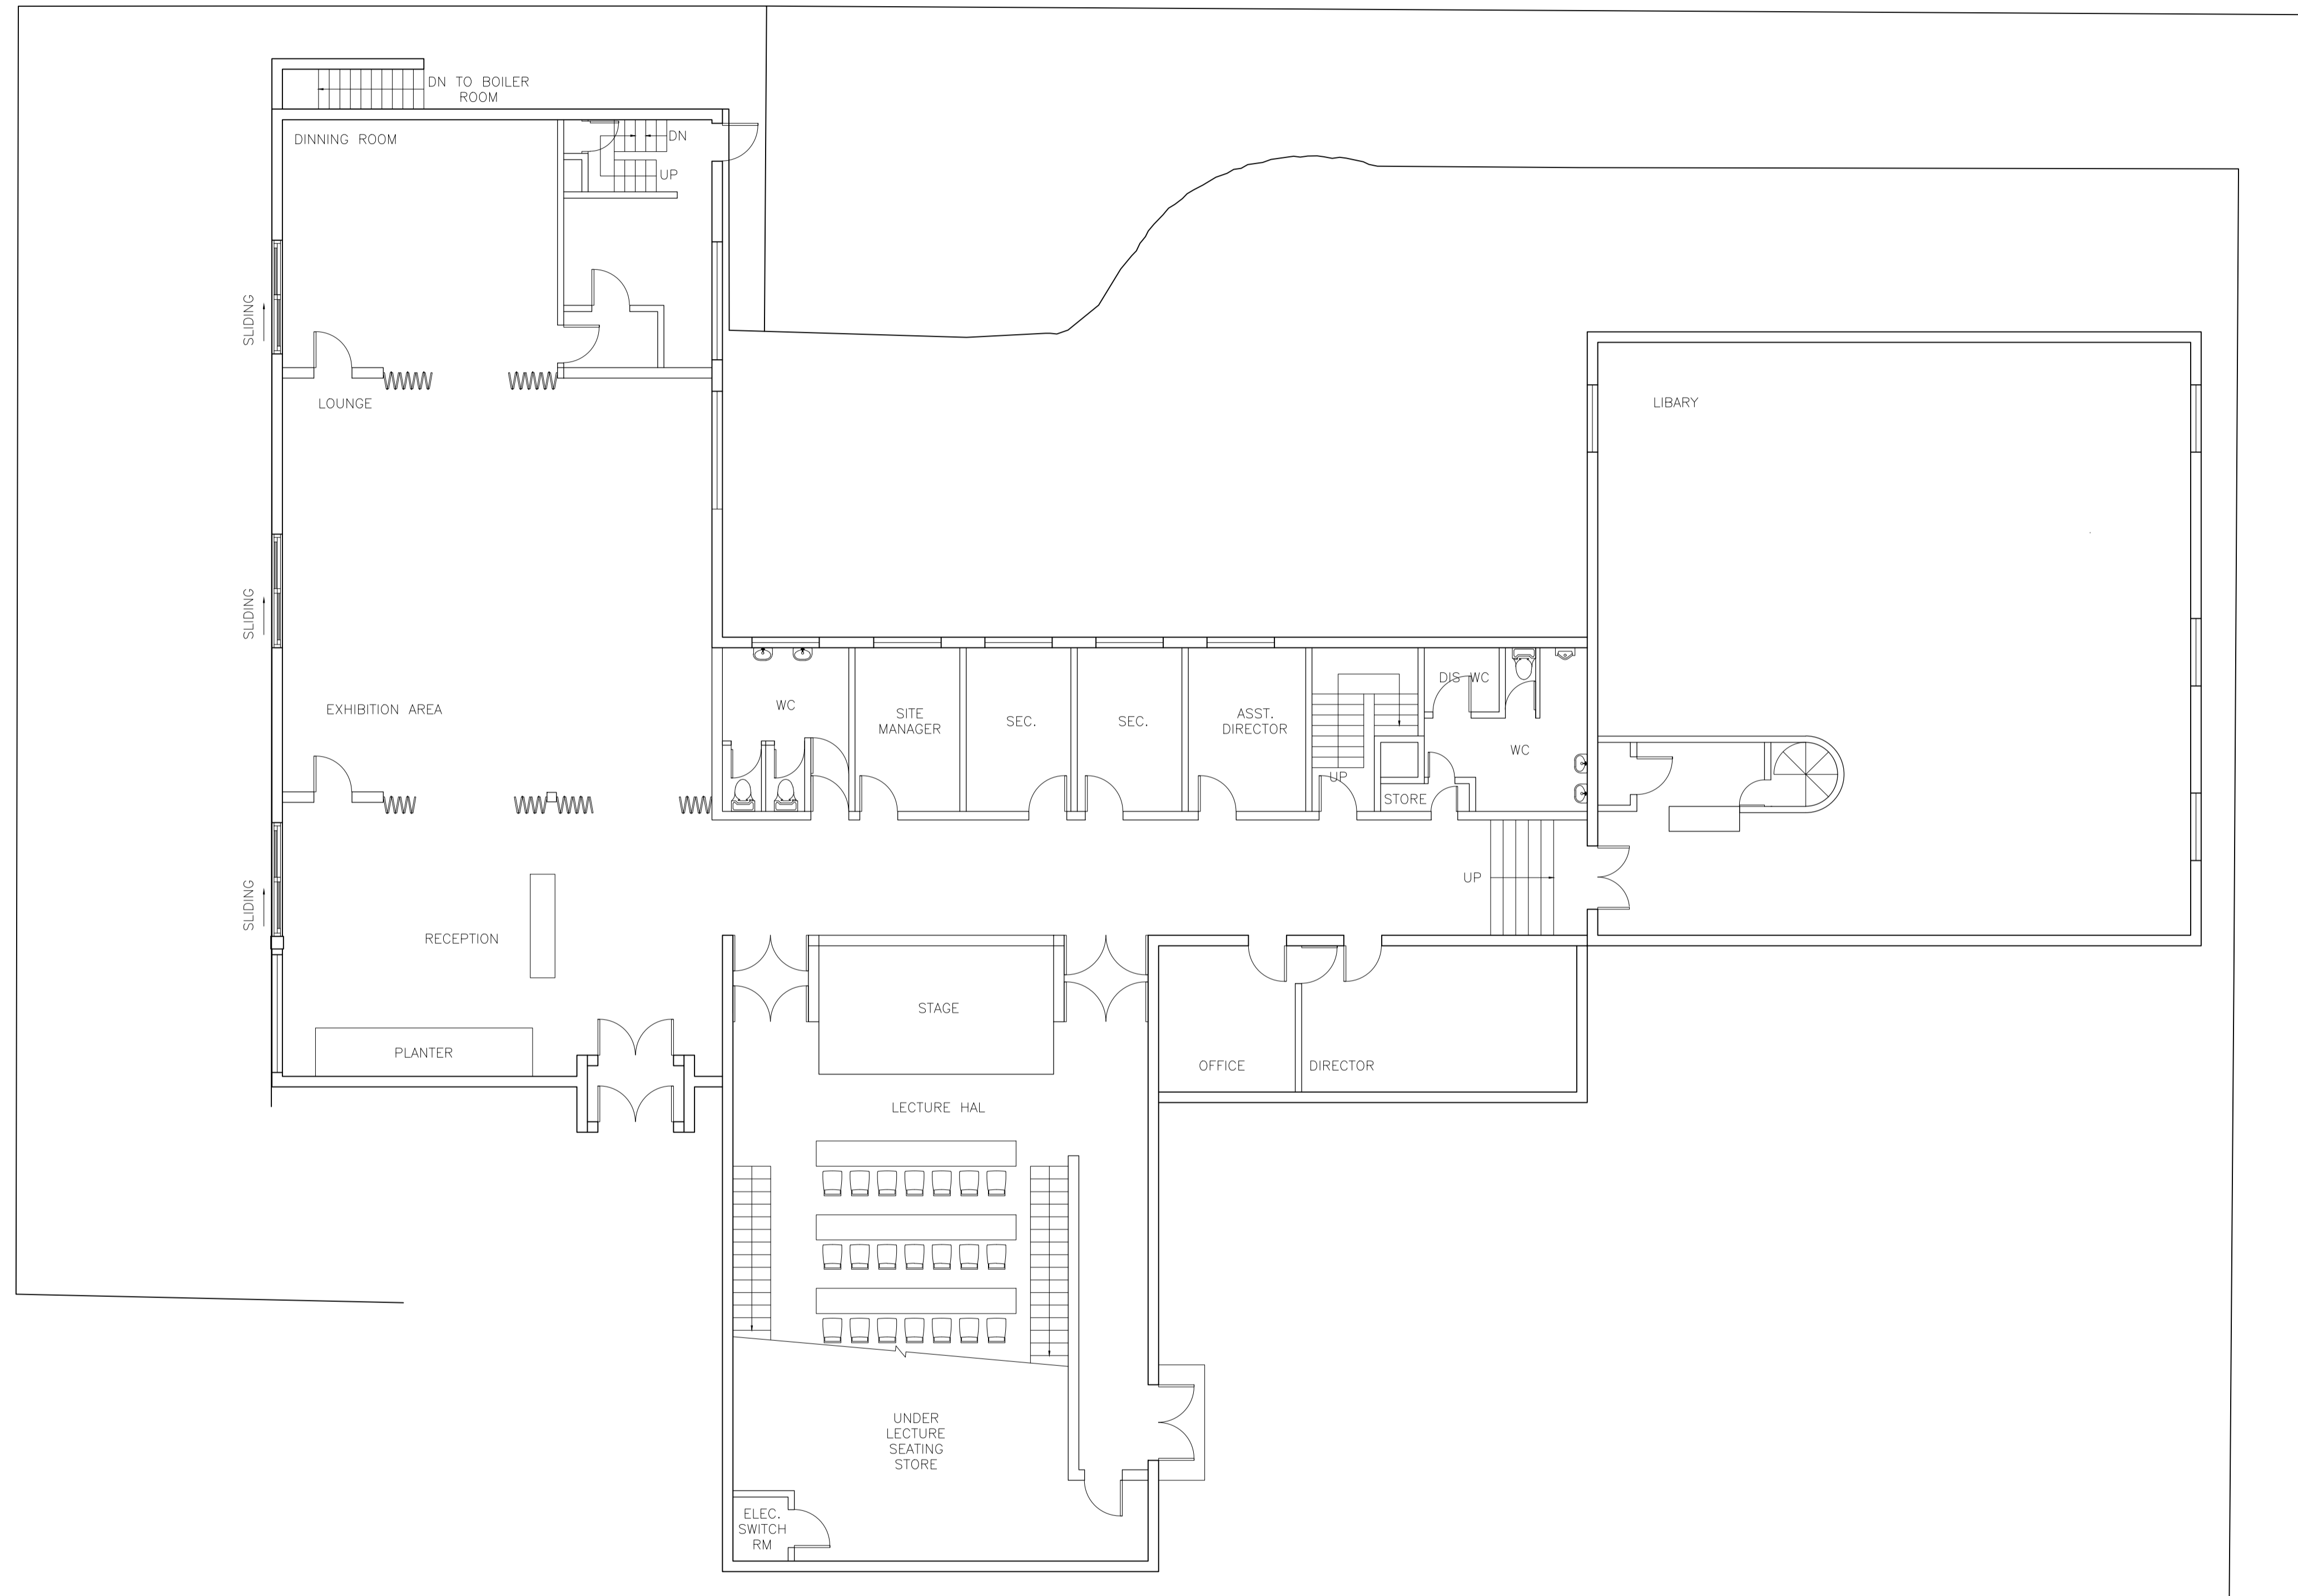 DN TO BOILER
ROOM
DINNING ROOM
DN
UP
SLIDING
LOUNGE
LIBARY
SLIDING
EXHIBITION AREA
WC
SITE
MANAGER
SEC.
SEC.
ASST.
DIRECTOR
UP
DIS WC
WC
STORE
UP
SLIDING
RECEPTION
PLANTER
STAGE
OFFICE
DIRECTOR
LECTURE HAL
UNDER
LECTURE
SEATING
STORE
ELEC.
SWITCH
RM